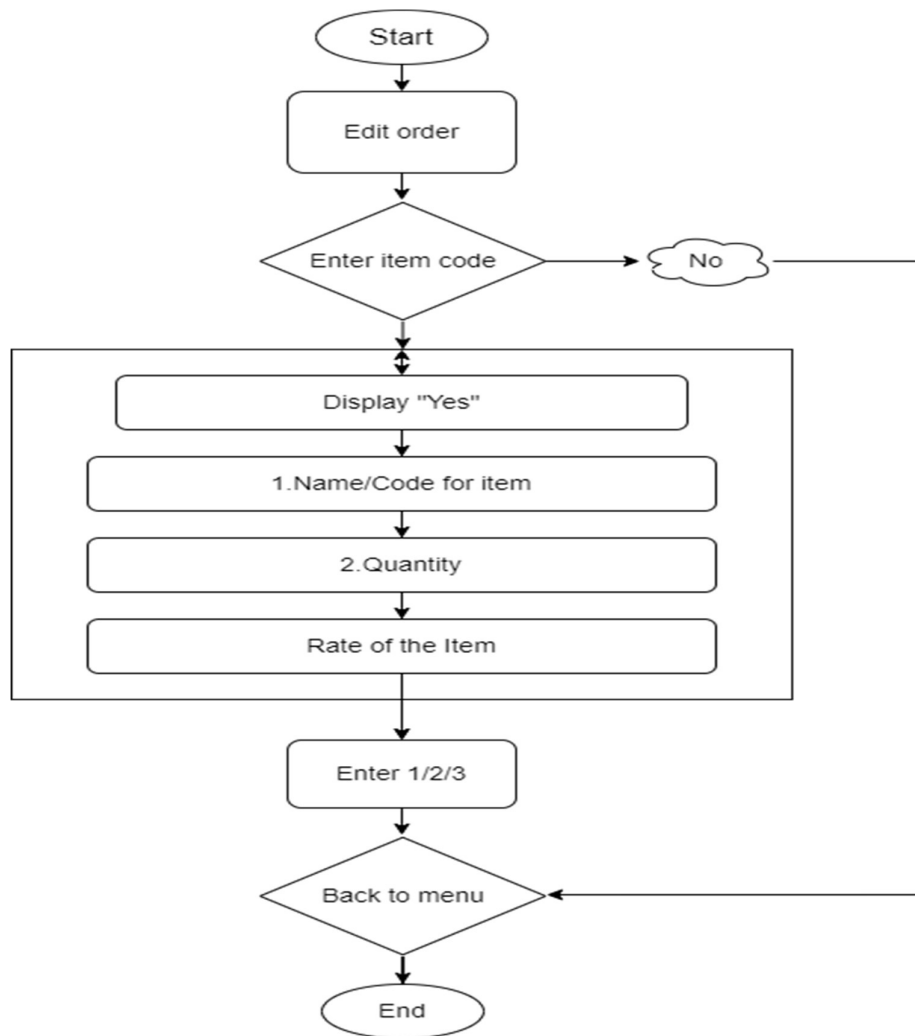 Start
Edit order
Enter item code
No
Display "Yes"
1.Name/Code for item
2.Quantity
Rate of the Item
Enter 1/2/3
Back to menu
End